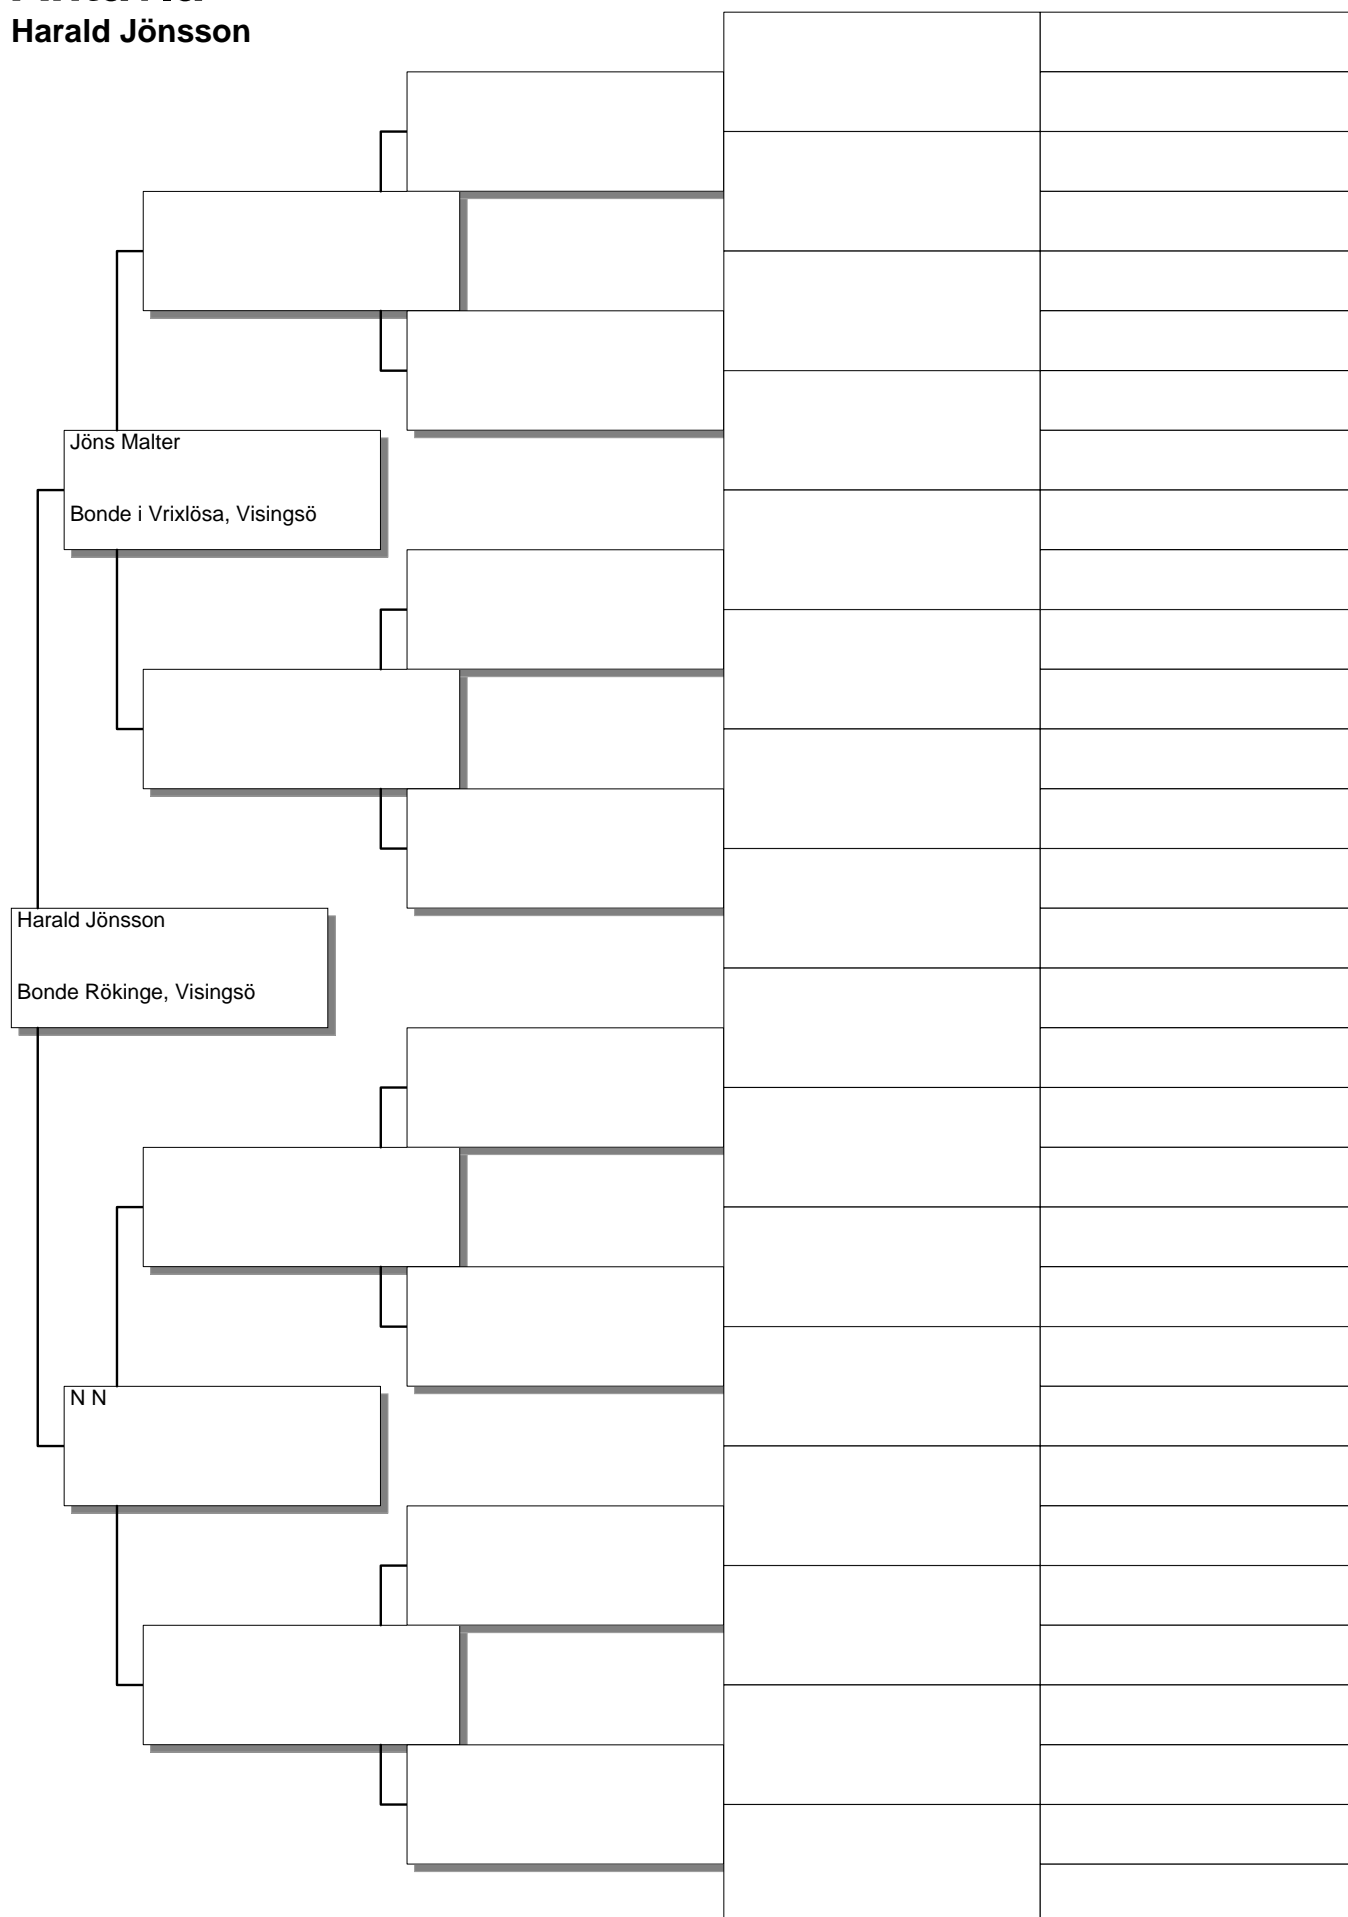 Harald Jönsson
Jöns Malter
Bonde i Vrixlösa, Visingsö
Harald Jönsson
Bonde Rökinge, Visingsö
N N